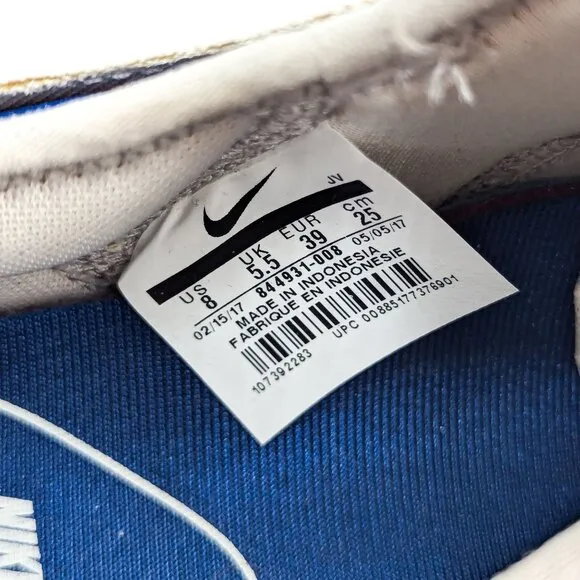 JV
US UK EUR cm
8 5.5 39 25
02/15/17 844931-008 05/05/17
MADE IN INDONESIA
FABRIQUE EN INDONESIE
107392283 UPC 00885177376901
NIKE